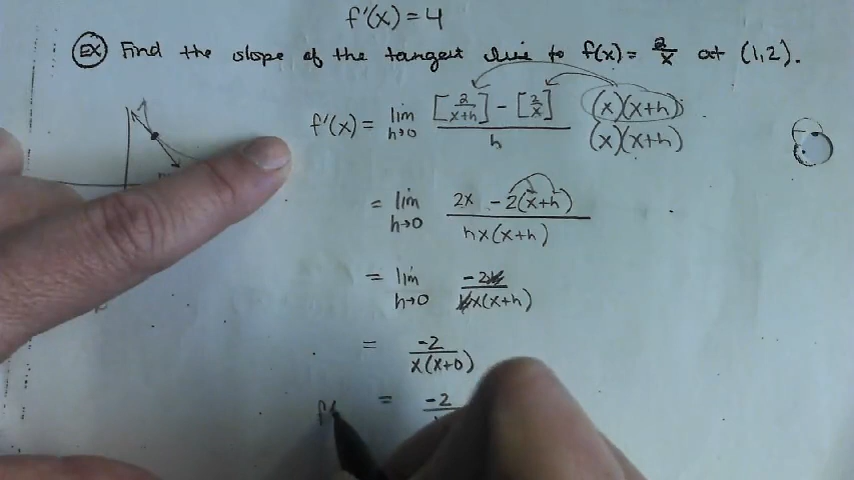 f'(x) = 4
EX Find the slope of the tangent line to f(x) = 2/x at (1,2).
f'(x) = lim h→0 [2/(x+h)] - [2/x] / h (x)(x+h) / (x)(x+h)
= lim h→0 2x - 2(x+h) / hx(x+h)
= lim h→0 -2h / hx(x+h)
= -2 / x(x+0)
f' = -2